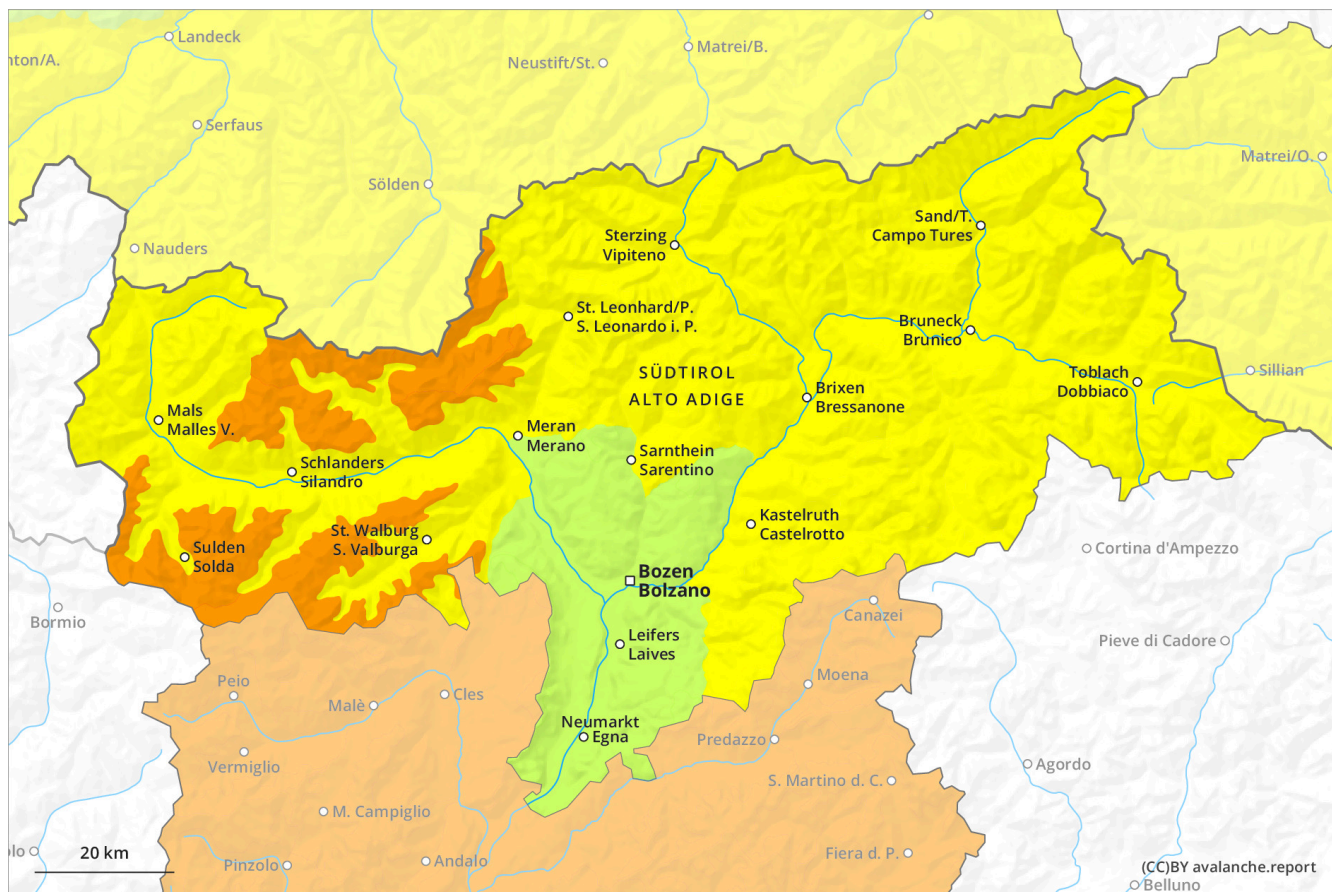 Landeck
nton/A.
Neustift/St.
Matrei/B.
Serfaus
Matrei/O.
Sölden
Nauders
Sand/T.
Campo Tures
Sterzing
Vipiteno
St. Leonhard/P.
S. Leonardo i. P.
Bruneck
Brunico
SÜDTIROL
ALTO ADIGE
Toblach
Dobbiaco
Sillian
Brixen
Bressanone
Mals
Malles V.
Meran
Merano
Sarnthein
Sarentino
Schlanders
Silandro
Kastelruth
Castelrotto
St. Walburg
S. Valburga
Sulden
Solda
Cortina d'Ampezzo
Bozen
Bolzano
Bormio
Canazei
Leifers
Laives
Pieve di Cadore
Peio
Malè
Cles
Moena
Neumarkt
Egna
Predazzo
Vermiglio
Agordo
S. Martino d. C.
M. Campiglio
20 km
olo
Pinzolo
Andalo
Fiera d. P.
(CC)BY avalanche.report
Belluno